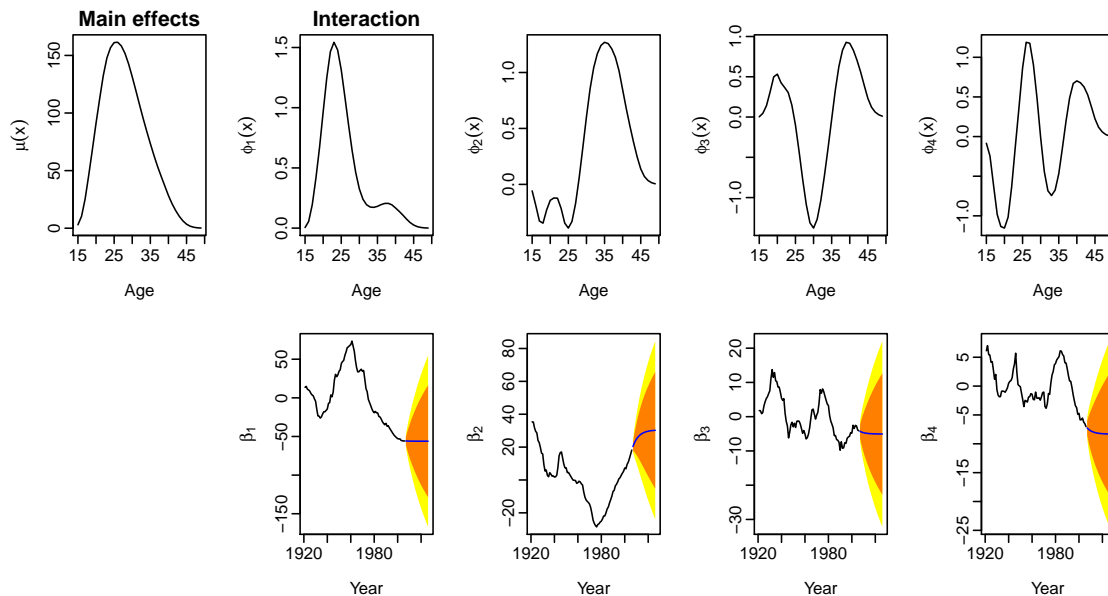 Main effects
Interaction
μ(x)
0 50 100 150
15 25 35 45
Age
ϕ1(x)
0.0 0.5 1.0 1.5
15 25 35 45
Age
ϕ2(x)
0.0 0.5 1.0
15 25 35 45
Age
ϕ3(x)
−1.0 0.0 0.5 1.0
15 25 35 45
Age
ϕ4(x)
−1.0 0.0 1.0
15 25 35 45
Age
β1
−150 −50 0 50
1920 1980
Year
β2
−20 0 20 40 60 80
1920 1980
Year
β3
−30 −10 0 10 20
1920 1980
Year
β4
−25 −15 −10 −5 0 5
1920 1980
Year